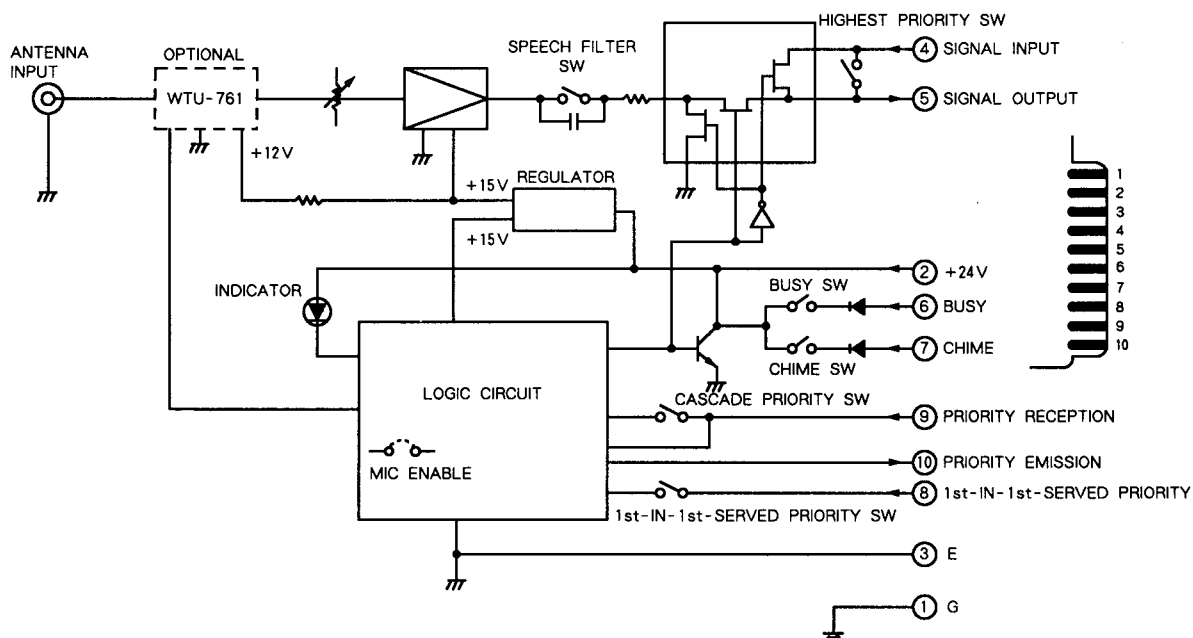 HIGHEST PRIORITY SW
ANTENNA
INPUT
OPTIONAL
WTU-761
SPEECH FILTER
SW
4 SIGNAL INPUT
5 SIGNAL OUTPUT
+12V
+15V
REGULATOR
+15V
1
2
3
4
5
6
7
8
9
10
INDICATOR
2 +24V
BUSY SW
6 BUSY
7 CHIME
CHIME SW
LOGIC CIRCUIT
CASCADE PRIORITY SW
9 PRIORITY RECEPTION
MIC ENABLE
10 PRIORITY EMISSION
8 1st-IN-1st-SERVED PRIORITY
1st-IN-1st-SERVED PRIORITY SW
3 E
1 G